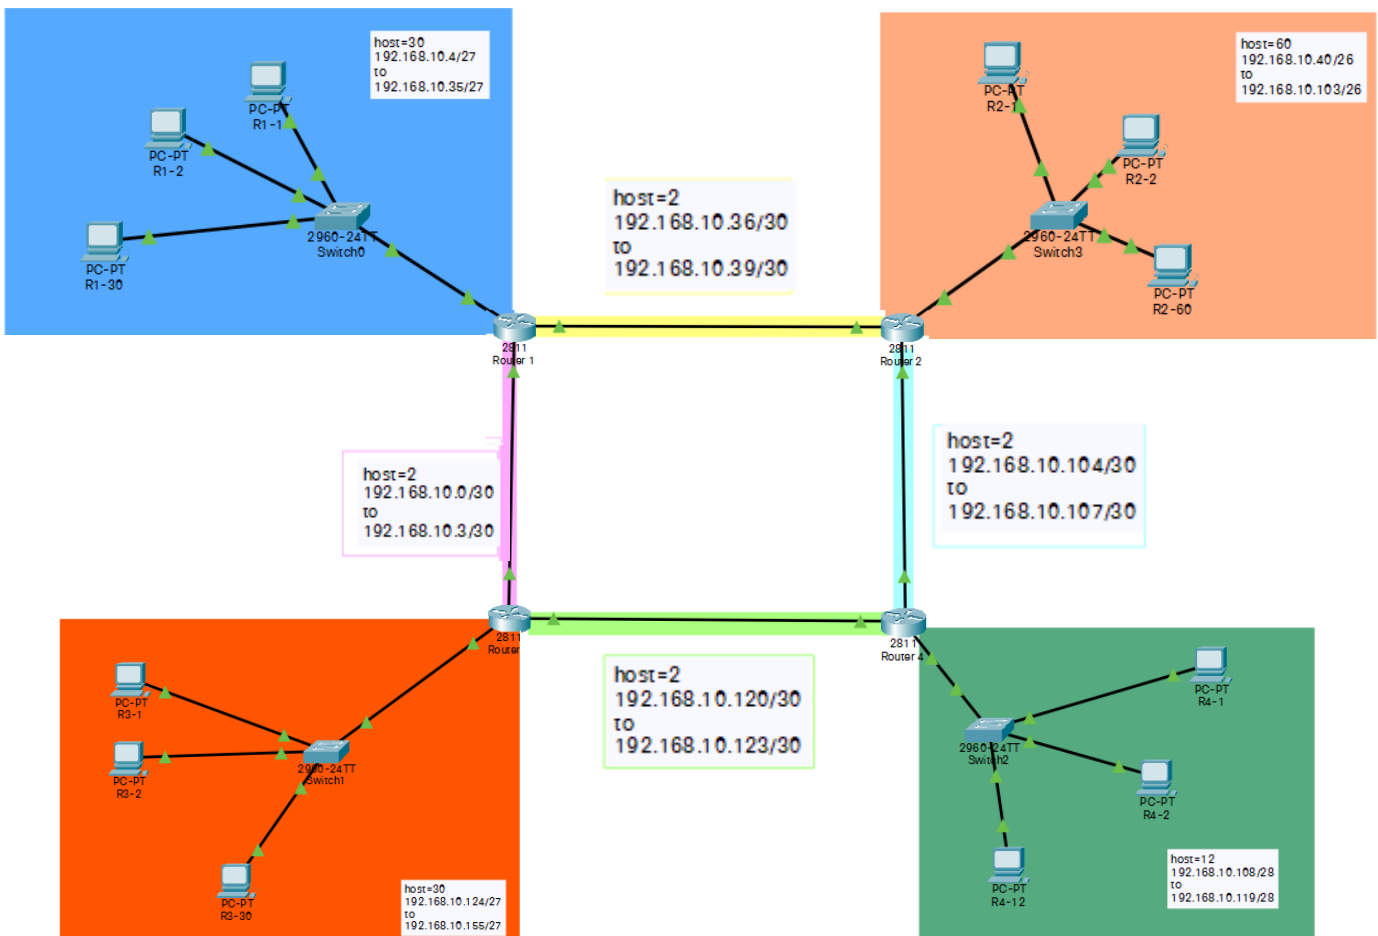 host=30
192.168.10.4/27
to
192.168.10.35/27
PC-PT
R1-1
PC-PT
R1-2
PC-PT
R1-30
2960-24TT
Switch0
host=60
192.168.10.40/26
to
192.168.10.103/26
PC-PT
R2-1
PC-PT
R2-2
2960-24TT
Switch3
PC-PT
R2-60
host=2
192.168.10.36/30
to
192.168.10.39/30
2811
Router 1
2811
Router 2
host=2
192.168.10.0/30
to
192.168.10.3/30
host=2
192.168.10.104/30
to
192.168.10.107/30
2811
Router
2811
Router 4
host=2
192.168.10.120/30
to
192.168.10.123/30
PC-PT
R3-1
PC-PT
R3-2
2960-24TT
Switch1
PC-PT
R3-30
host=30
192.168.10.124/27
to
192.168.10.155/27
PC-PT
R4-1
2960-24TT
Switch2
PC-PT
R4-2
PC-PT
R4-12
host=12
192.168.10.108/28
to
192.168.10.119/28